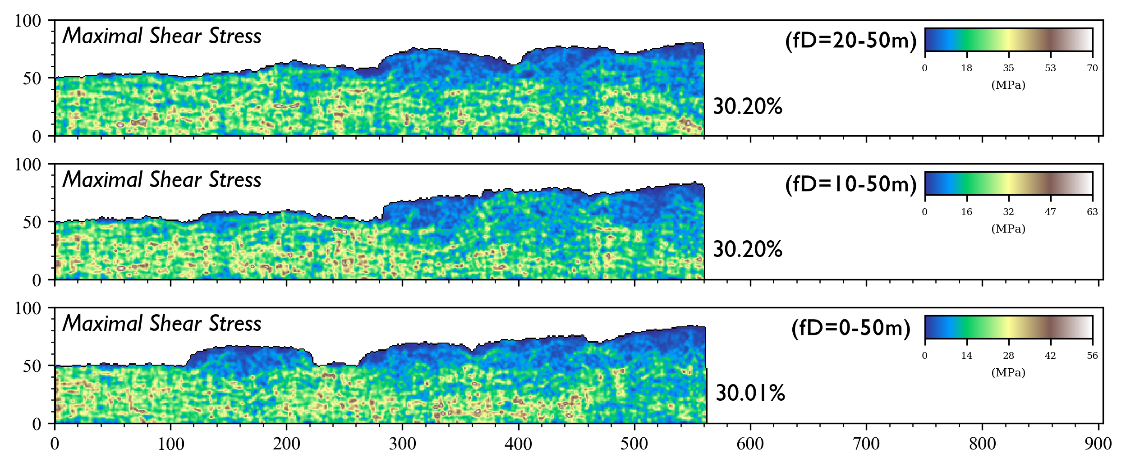 100
Maximal Shear Stress
(fD=20-50m)
0 18 35 53 70
(MPa)
50
30.20%
0
100
Maximal Shear Stress
(fD=10-50m)
0 16 32 47 63
(MPa)
50
30.20%
0
100
Maximal Shear Stress
(fD=0-50m)
0 14 28 42 56
(MPa)
50
30.01%
0
0 100 200 300 400 500 600 700 800 900